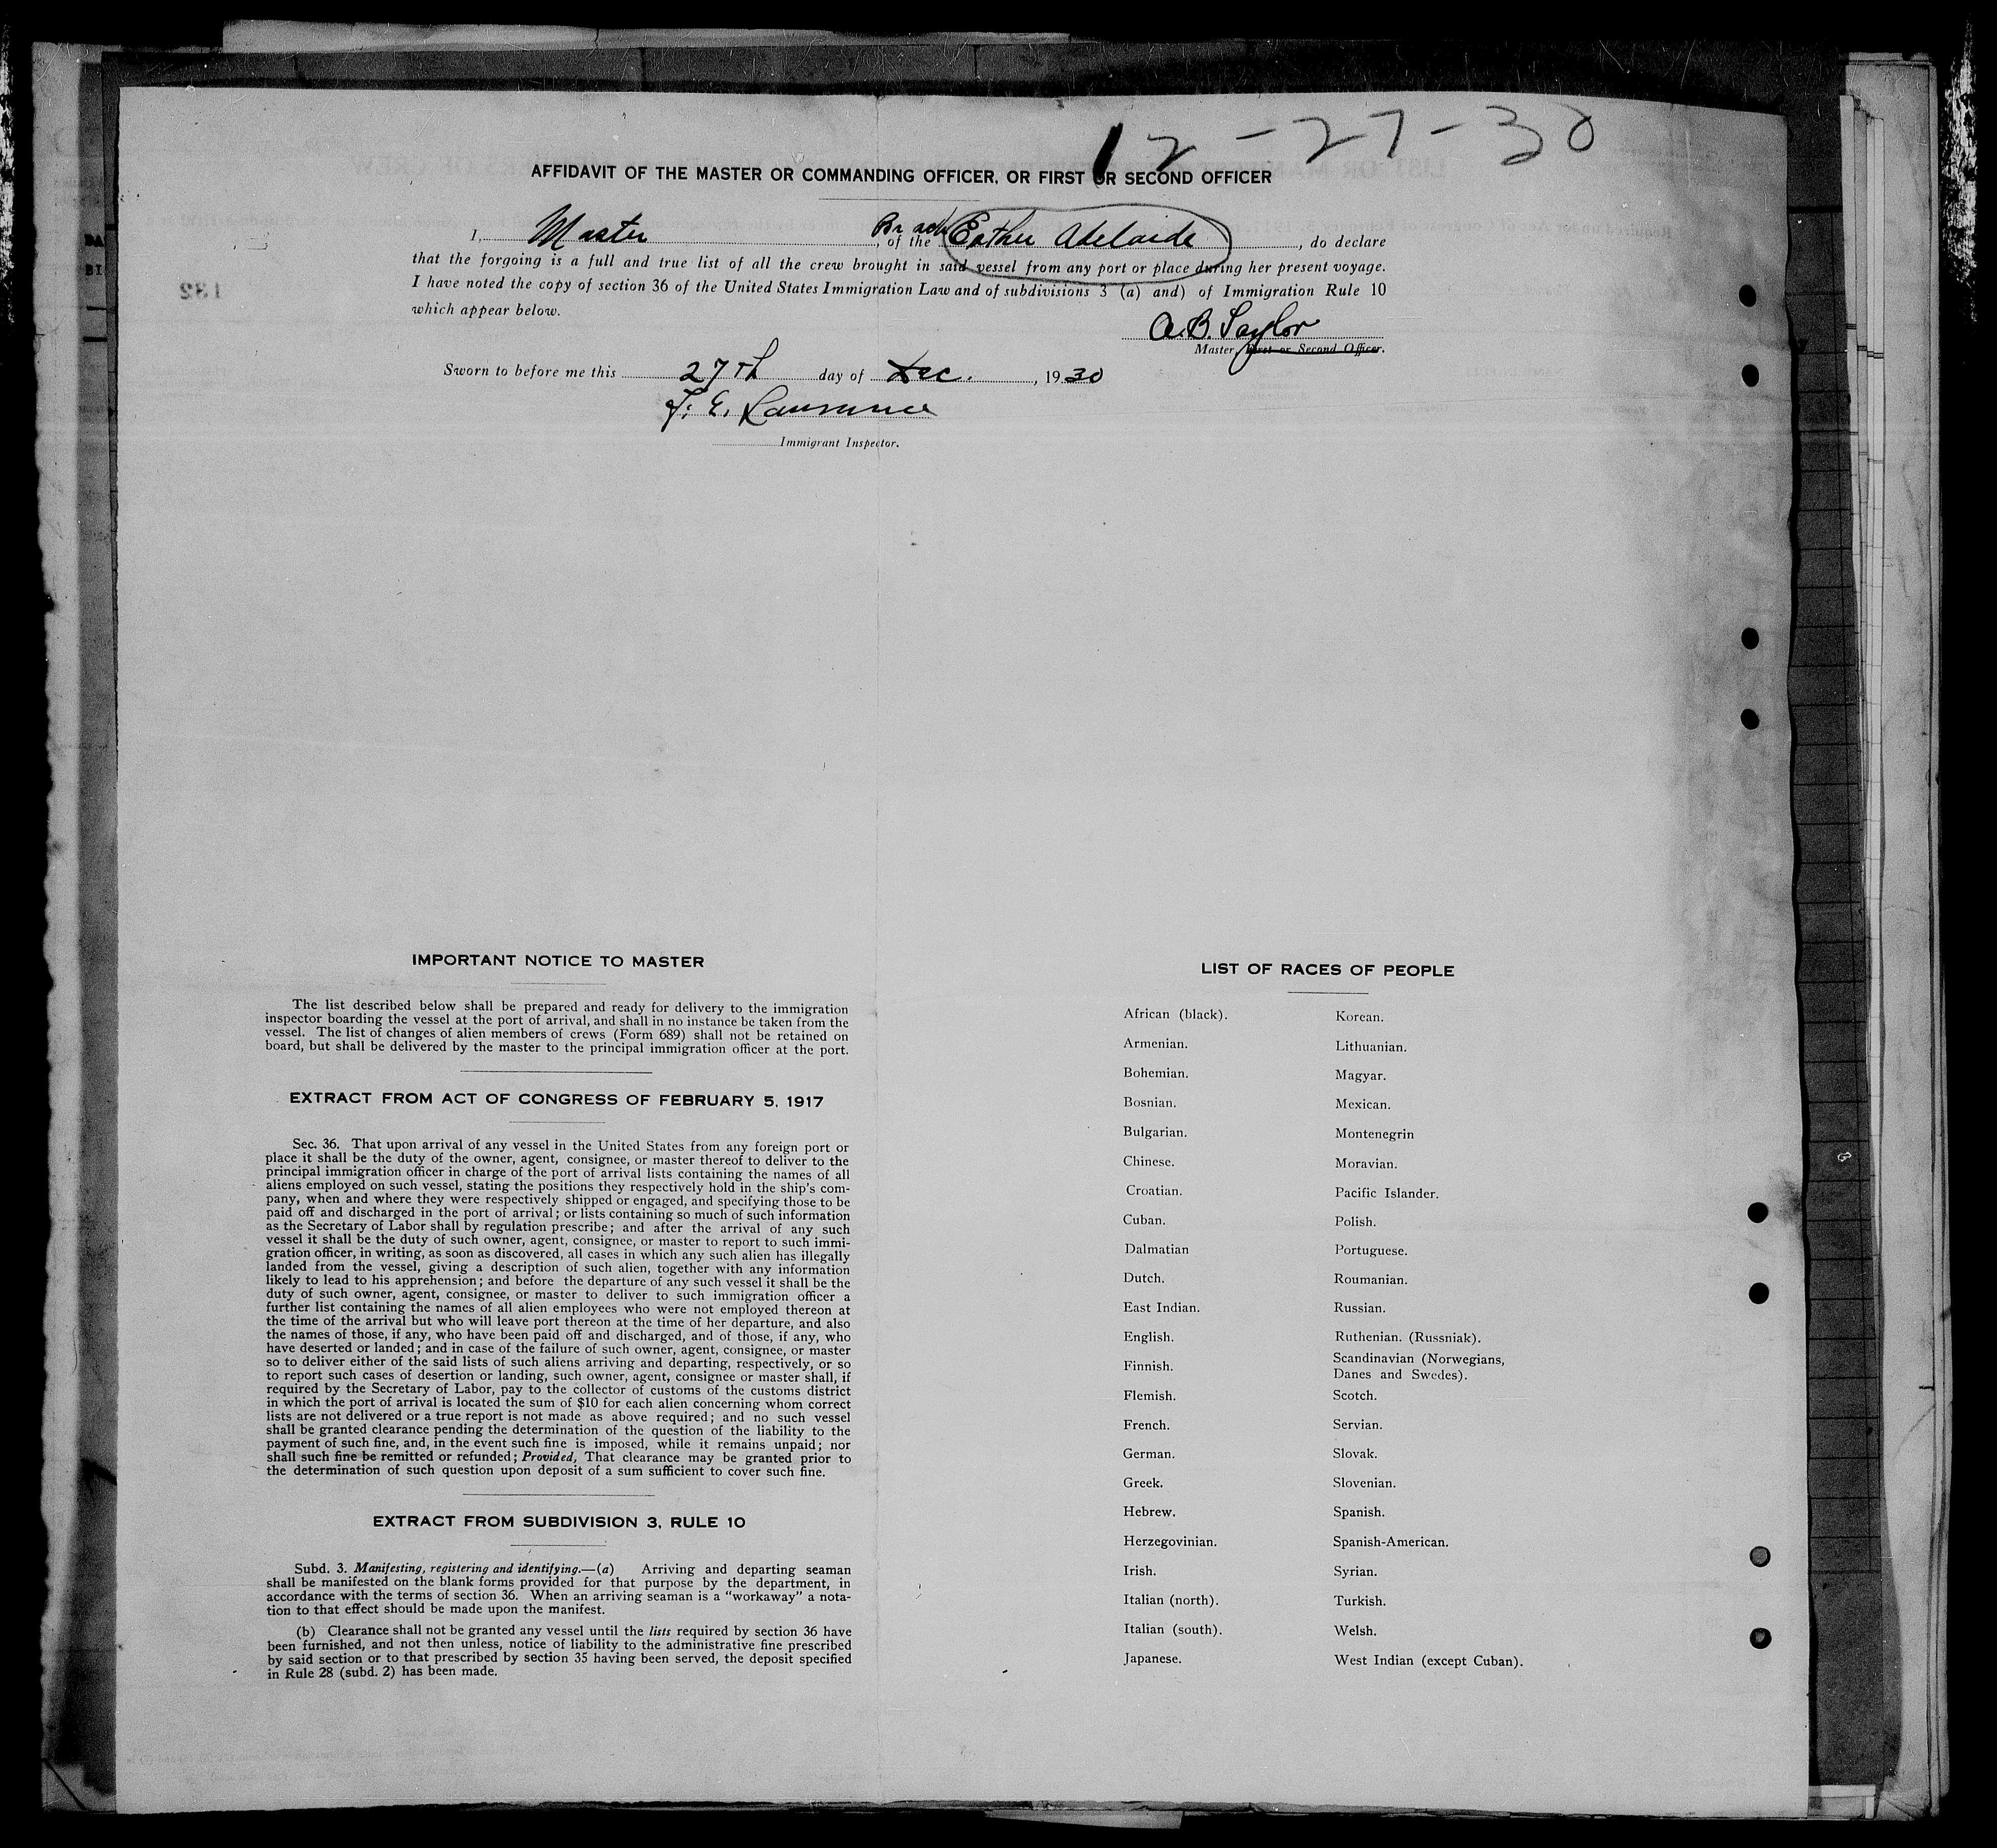 12-27-30
AFFIDAVIT OF THE MASTER OR COMMANDING OFFICER, OR FIRST OR SECOND OFFICER
I, Master, of the Br sch Esther Adelaide, do declare
that the forgoing is a full and true list of all the crew brought in said vessel from any port or place during her present voyage.
I have noted the copy of section 36 of the United States Immigration Law and of subdivisions 3 (a) and) of Immigration Rule 10
which appear below.
A.B. Taylor
Master, First or Second Officer.
Sworn to before me this 27th day of Dec., 1930
F. E. Lawrence
Immigrant Inspector.
IMPORTANT NOTICE TO MASTER
The list described below shall be prepared and ready for delivery to the immigration
inspector boarding the vessel at the port of arrival, and shall in no instance be taken from the
vessel. The list of changes of alien members of crews (Form 689) shall not be retained on
board, but shall be delivered by the master to the principal immigration officer at the port.
EXTRACT FROM ACT OF CONGRESS OF FEBRUARY 5, 1917
Sec. 36. That upon arrival of any vessel in the United States from any foreign port or
place it shall be the duty of the owner, agent, consignee, or master thereof to deliver to the
principal immigration officer in charge of the port of arrival lists containing the names of all
aliens employed on such vessel, stating the positions they respectively hold in the ship's com-
pany, when and where they were respectively shipped or engaged, and specifying those to be
paid off and discharged in the port of arrival; or lists containing so much of such information
as the Secretary of Labor shall by regulation prescribe; and after the arrival of any such
vessel it shall be the duty of such owner, agent, consignee, or master to report to such immi-
gration officer, in writing, as soon as discovered, all cases in which any such alien has illegally
landed from the vessel, giving a description of such alien, together with any information
likely to lead to his apprehension; and before the departure of any such vessel it shall be the
duty of such owner, agent, consignee, or master to deliver to such immigration officer a
further list containing the names of all alien employees who were not employed thereon at
the time of the arrival but who will leave port thereon at the time of her departure, and also
the names of those, if any, who have been paid off and discharged, and of those, if any, who
have deserted or landed; and in case of the failure of such owner, agent, consignee, or master
so to deliver either of the said lists of such aliens arriving and departing, respectively, or so
to report such cases of desertion or landing, such owner, agent, consignee or master shall, if
required by the Secretary of Labor, pay to the collector of customs of the customs district
in which the port of arrival is located the sum of $10 for each alien concerning whom correct
lists are not delivered or a true report is not made as above required; and no such vessel
shall be granted clearance pending the determination of the question of the liability to the
payment of such fine, and, in the event such fine is imposed, while it remains unpaid; nor
shall such fine be remitted or refunded; Provided, That clearance may be granted prior to
the determination of such question upon deposit of a sum sufficient to cover such fine.
EXTRACT FROM SUBDIVISION 3, RULE 10
Subd. 3. Manifesting, registering and identifying.—(a) Arriving and departing seaman
shall be manifested on the blank forms provided for that purpose by the department, in
accordance with the terms of section 36. When an arriving seaman is a "workaway" a nota-
tion to that effect should be made upon the manifest.
(b) Clearance shall not be granted any vessel until the lists required by section 36 have
been furnished, and not then unless, notice of liability to the administrative fine prescribed
by said section or to that prescribed by section 35 having been served, the deposit specified
in Rule 28 (subd. 2) has been made.
LIST OF RACES OF PEOPLE
African (black).
Armenian.
Bohemian.
Bosnian.
Bulgarian.
Chinese.
Croatian.
Cuban.
Dalmatian
Dutch.
East Indian.
English.
Finnish.
Flemish.
French.
German.
Greek.
Hebrew.
Herzegovinian.
Irish.
Italian (north).
Italian (south).
Japanese.
Korean.
Lithuanian.
Magyar.
Mexican.
Montenegrin
Moravian.
Pacific Islander.
Polish.
Portuguese.
Roumanian.
Russian.
Ruthenian. (Russniak).
Scandinavian (Norwegians,
Danes and Swedes).
Scotch.
Servian.
Slovak.
Slovenian.
Spanish.
Spanish-American.
Syrian.
Turkish.
Welsh.
West Indian (except Cuban).